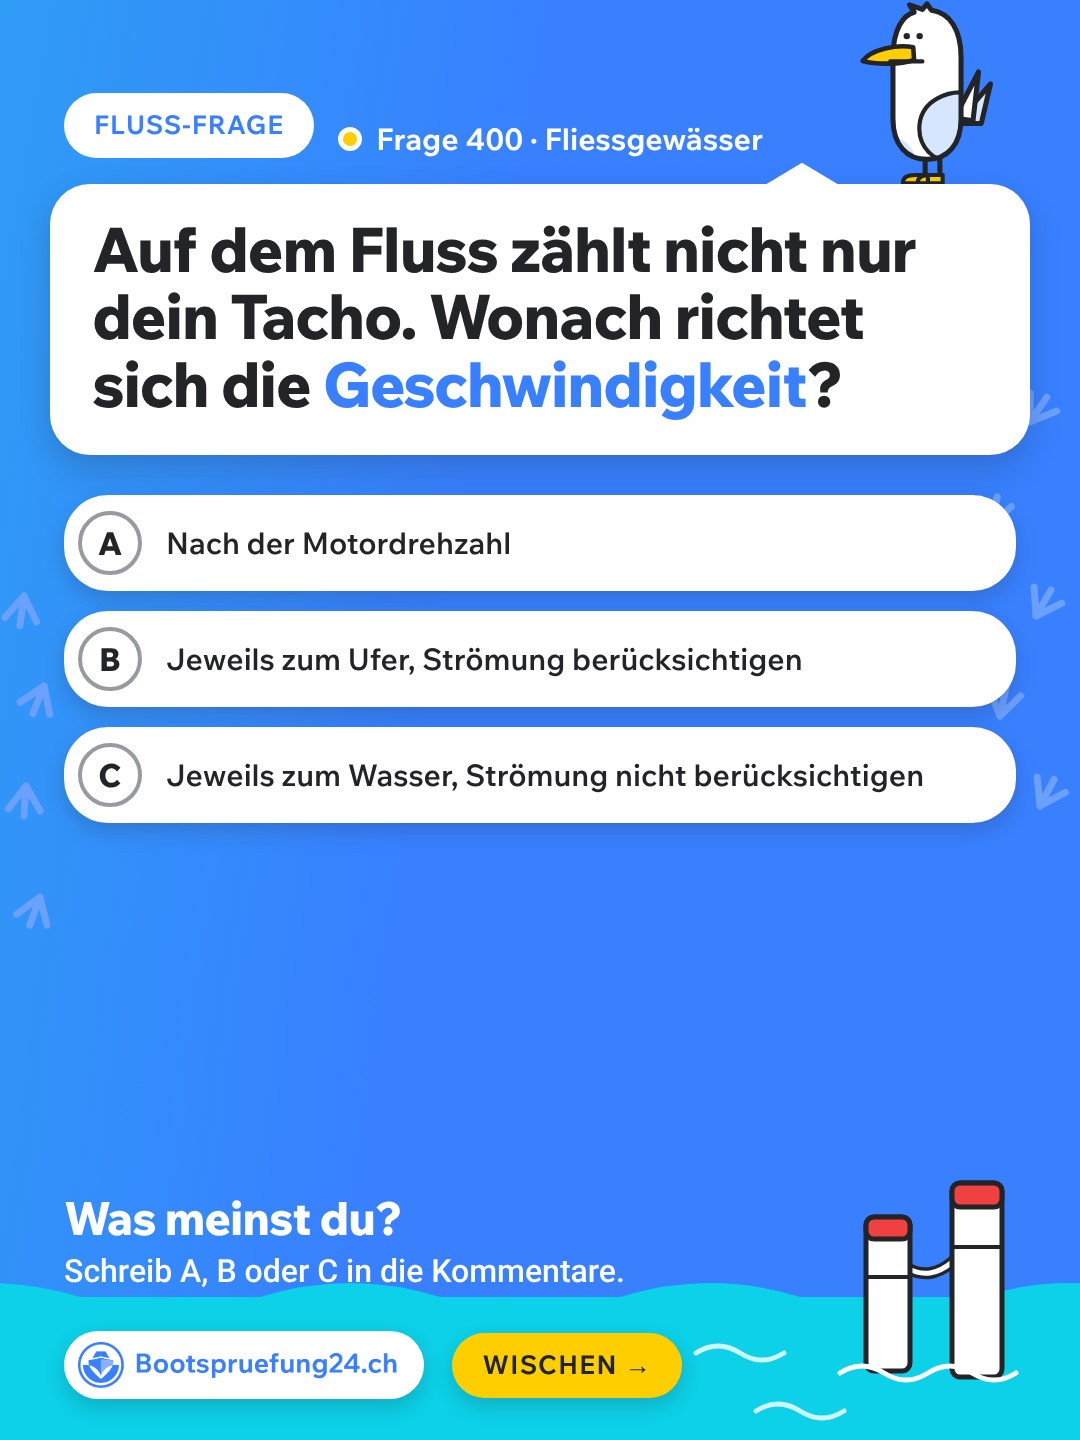 FLUSS-FRAGE
Frage 400 · Fliessgewässer
Auf dem Fluss zählt nicht nur
dein Tacho. Wonach richtet
sich die Geschwindigkeit?
A Nach der Motordrehzahl
B Jeweils zum Ufer, Strömung berücksichtigen
C Jeweils zum Wasser, Strömung nicht berücksichtigen
Was meinst du?
Schreib A, B oder C in die Kommentare.
Bootspruefung24.ch
WISCHEN →